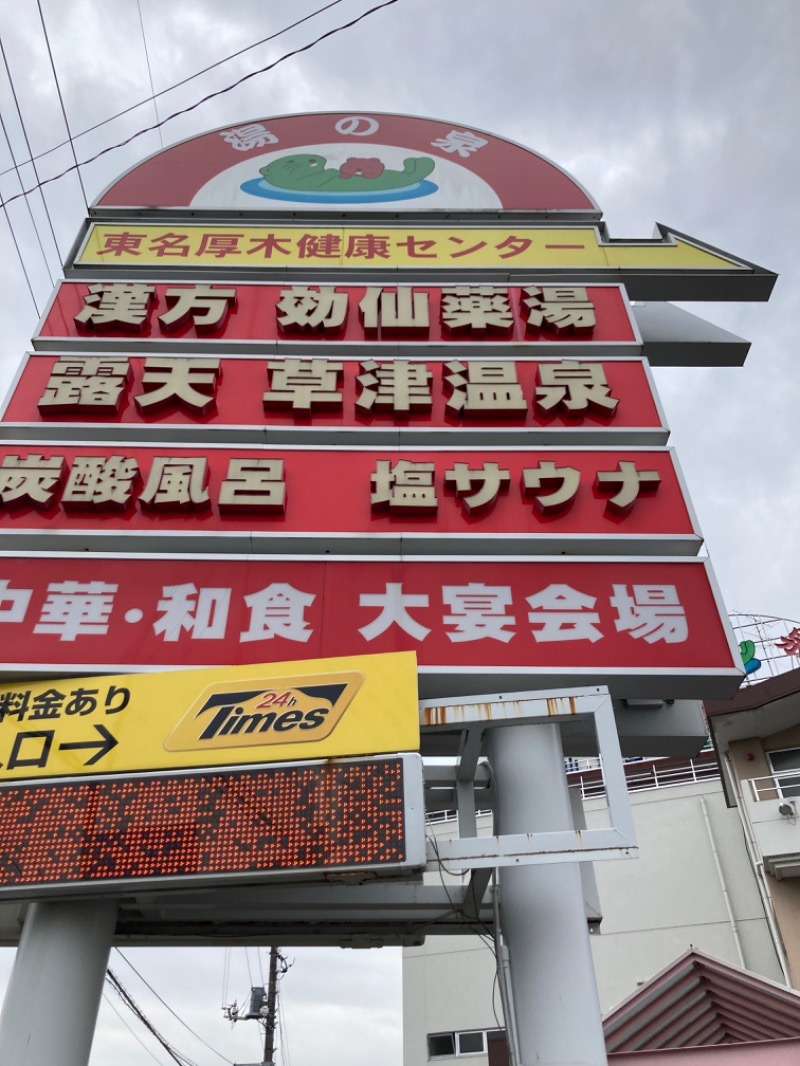 湯の泉
東名厚木健康センター
漢方 効仙薬湯
露天 草津温泉
炭酸風呂 塩サウナ
中華・和食 大宴会場
料金あり
24h
Times
入口→